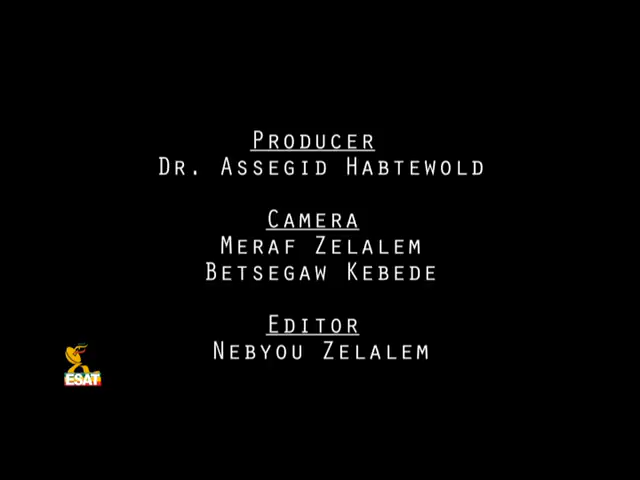 PRODUCER
DR. ASSEGID HABTEWOLD
CAMERA
MERAF ZELALEM
BETSEGAW KEBEDE
EDITOR
NEBYOU ZELALEM
ESAT